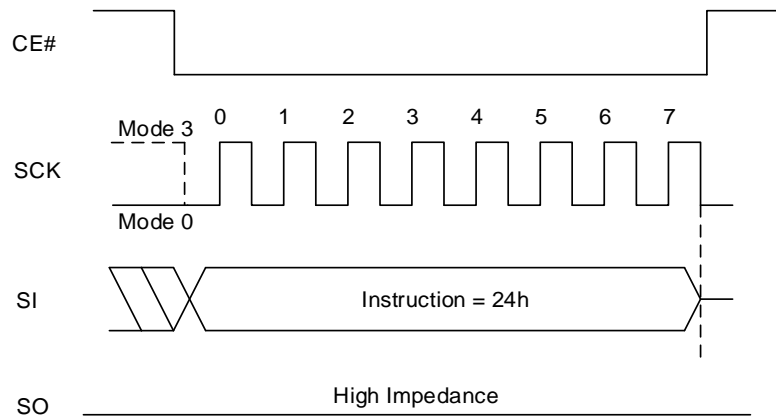 CE#
Mode 3
0 1 2 3 4 5 6 7
SCK
Mode 0
SI
Instruction = 24h
SO
High Impedance